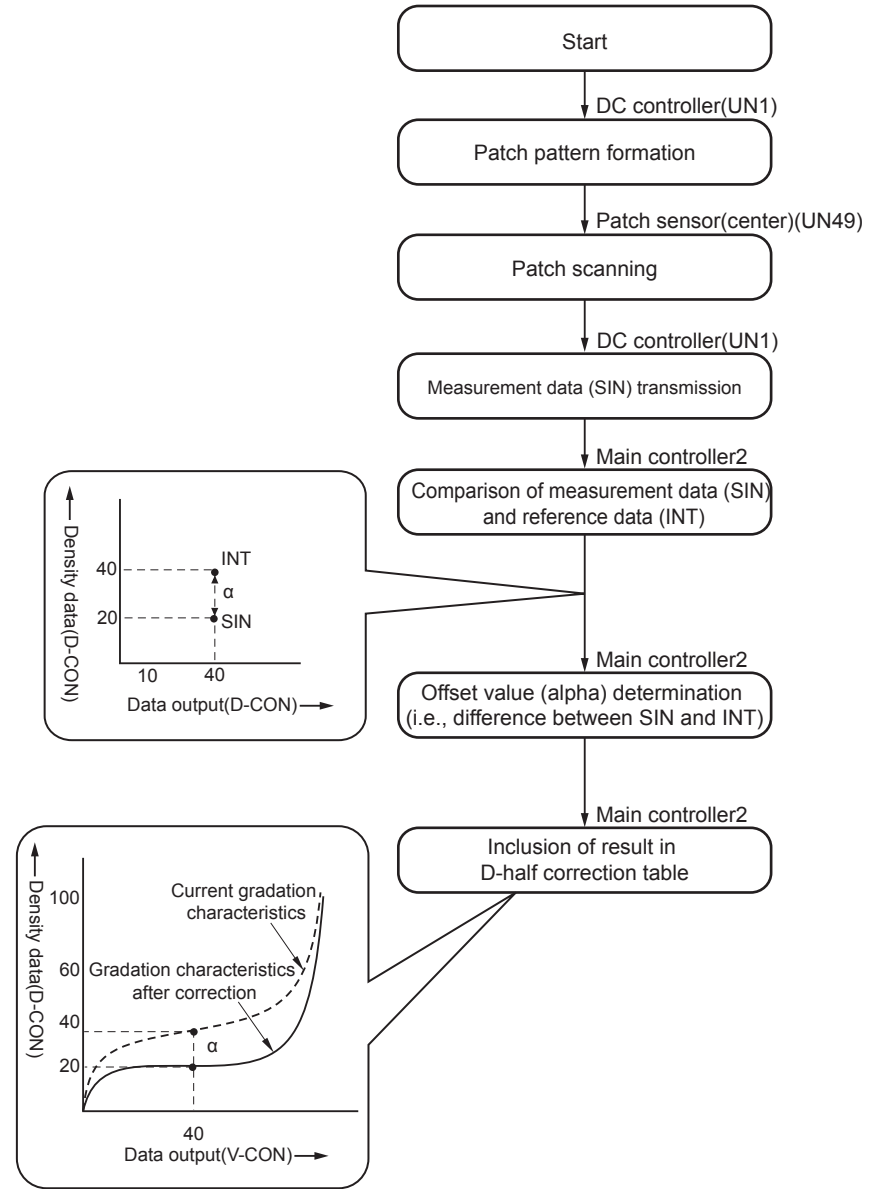 Start
DC controller(UN1)
Patch pattern formation
Patch sensor(center)(UN49)
Patch scanning
DC controller(UN1)
Measurement data (SIN) transmission
Main controller2
Comparison of measurement data (SIN)
and reference data (INT)
Density data(D-CON)
40
20
INT
α
SIN
10
40
Data output(D-CON)
Main controller2
Offset value (alpha) determination
(i.e., difference between SIN and INT)
Main controller2
Inclusion of result in
D-half correction table
Density data(D-CON)
100
60
40
20
Current gradation
characteristics
Gradation characteristics
after correction
α
40
Data output(V-CON)